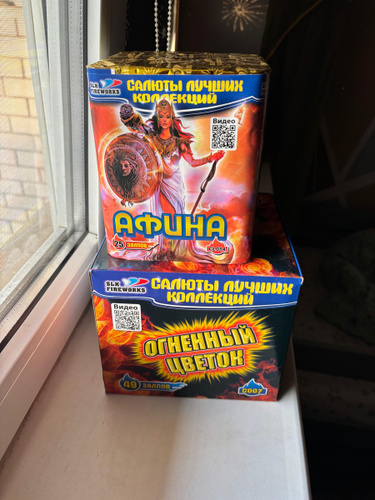 SLK
FIREWORKS
САЛЮТЫ ЛУЧШИХ
КОЛЛЕКЦИЙ
Видео
АФИНА
25 ЗАЛПОВ
SLK
FIREWORKS
САЛЮТЫ ЛУЧШИХ
КОЛЛЕКЦИЙ
Видео
ОГНЕННЫЙ
ЦВЕТОК
49 ЗАЛПОВ
C007